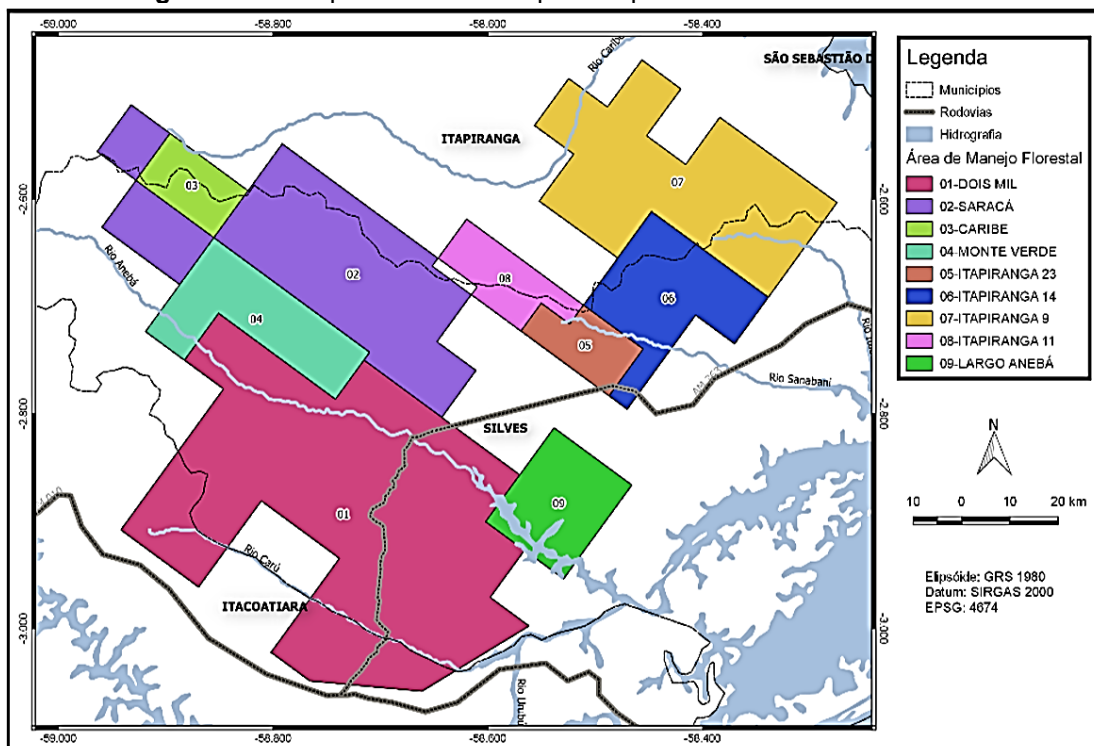 -59.000 -58.800 -58.600 -58.400
Rio Caribe
SÃO SEBASTIÃO D
ITAPIRANGA
03
07
-2.600 -2.600
Rio Anebá
02
08
06
04
05
Rio Sanabani
-2.800 -2.800
SILVES
09
01
Rio Carú
ITACOATIARA
-3.000 -3.000
Rio Urubú
-59.000 -58.800 -58.600 -58.400
Legenda
Municípios
Rodovias
Hidrografia
Área de Manejo Florestal
01-DOIS MIL
02-SARACÁ
03-CARIBE
04-MONTE VERDE
05-ITAPIRANGA 23
06-ITAPIRANGA 14
07-ITAPIRANGA 9
08-ITAPIRANGA 11
09-LARGO ANEBÁ
N
10 0 10 20 km
Elipsóide: GRS 1980
Datum: SIRGAS 2000
EPSG: 4674